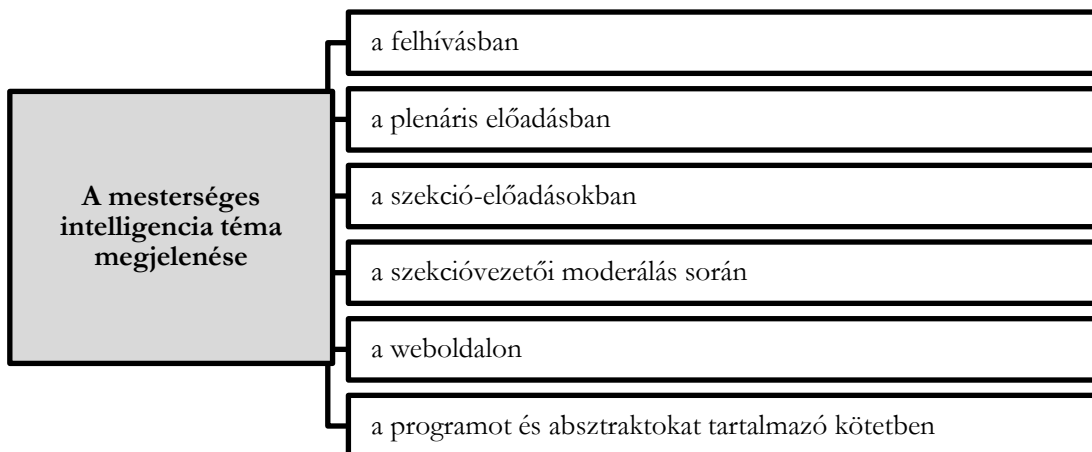 a felhívásban
a plenáris előadásban
A mesterséges
intelligencia téma
megjelenése
a szekció-előadásokban
a szekcióvezetői moderálás során
a weboldalon
a programot és absztraktokat tartalmazó kötetben